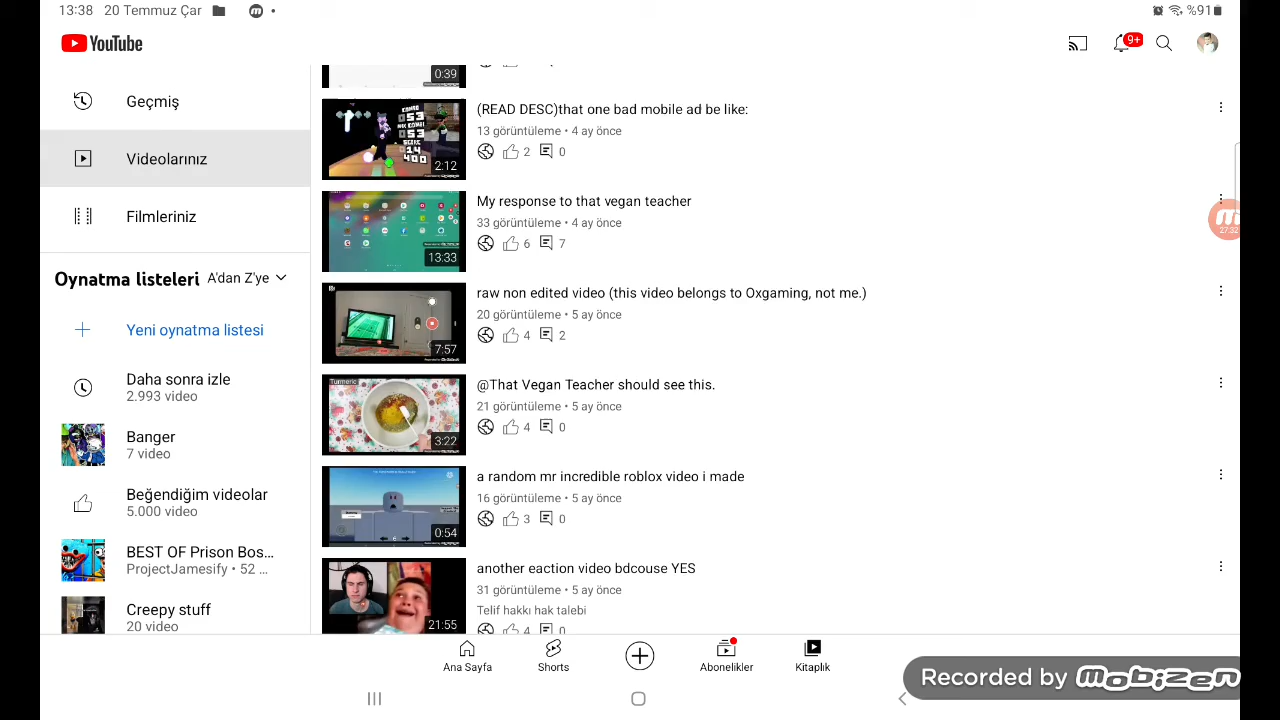 13:38 20 Temmuz Çar %91
YouTube 9+
Geçmiş
Videolarınız
Filmleriniz
Oynatma listeleri A'dan Z'ye
Yeni oynatma listesi
Daha sonra izle
2.993 video
Banger
7 video
Beğendiğim videolar
5.000 video
BEST OF Prison Bos...
ProjectJamesify • 52 ...
Creepy stuff
20 video
0:39
(READ DESC)that one bad mobile ad be like:
13 görüntüleme • 4 ay önce
2 0
2:12
My response to that vegan teacher
33 görüntüleme • 4 ay önce
6 7
13:33
raw non edited video (this video belongs to Oxgaming, not me.)
20 görüntüleme • 5 ay önce
4 2
7:57
@That Vegan Teacher should see this.
21 görüntüleme • 5 ay önce
4 0
Turmeric
3:22
a random mr incredible roblox video i made
16 görüntüleme • 5 ay önce
3 0
0:54
another eaction video bdcouse YES
31 görüntüleme • 5 ay önce
Telif hakkı hak talebi
4 0
21:55
27:32
Ana Sayfa
Shorts
Abonelikler
Kitaplık
Recorded by mobizen